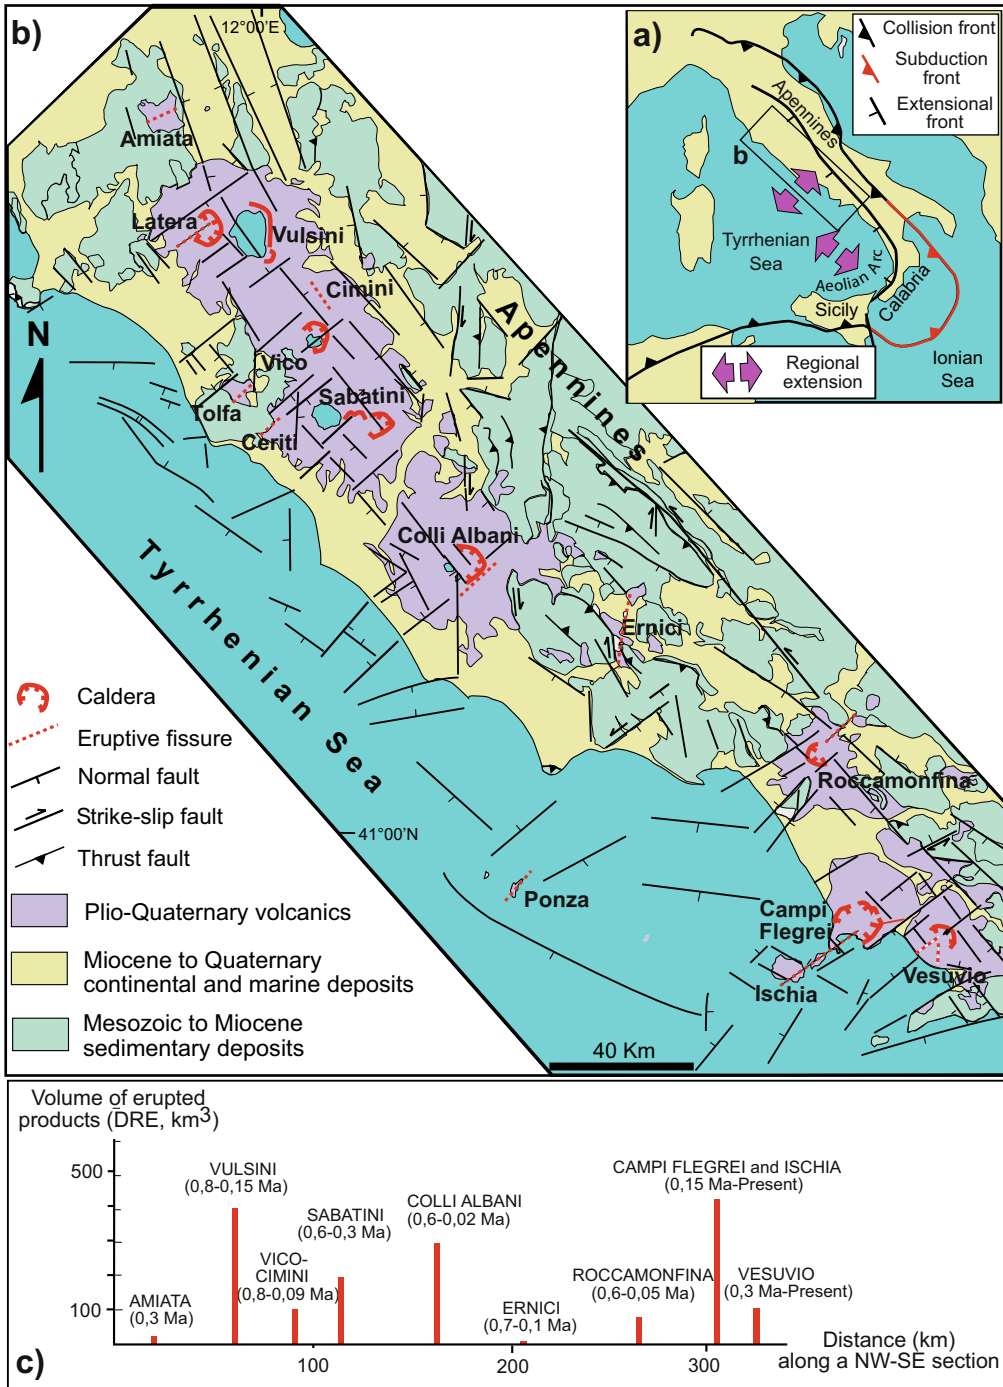 b)
12°00'E
Amiata
Latera
Vulsini
Cimini
Vico
Tolfa
Sabatini
Ceriti
Colli Albani
Ernici
Roccamonfina
Ponza
Campi
Flegrei
Ischia
Vesuvio
Apennines
Tyrrhenian Sea
N
41°00'N
40 Km
Caldera
Eruptive fissure
Normal fault
Strike-slip fault
Thrust fault
Plio-Quaternary volcanics
Miocene to Quaternary
continental and marine deposits
Mesozoic to Miocene
sedimentary deposits
a)
Collision front
Subduction
front
Extensional
front
Apennines
b
Tyrrhenian
Sea
Aeolian Arc
Calabria
Sicily
Ionian
Sea
Regional
extension
c)
Volume of erupted
products (DRE, km³)
500
100
AMIATA
(0,3 Ma)
VULSINI
(0,8-0,15 Ma)
VICO-
CIMINI
(0,8-0,09 Ma)
SABATINI
(0,6-0,3 Ma)
COLLI ALBANI
(0,6-0,02 Ma)
ERNICI
(0,7-0,1 Ma)
ROCCAMONFINA
(0,6-0,05 Ma)
CAMPI FLEGREI and ISCHIA
(0,15 Ma-Present)
VESUVIO
(0,3 Ma-Present)
100
200
300
Distance (km)
along a NW-SE section